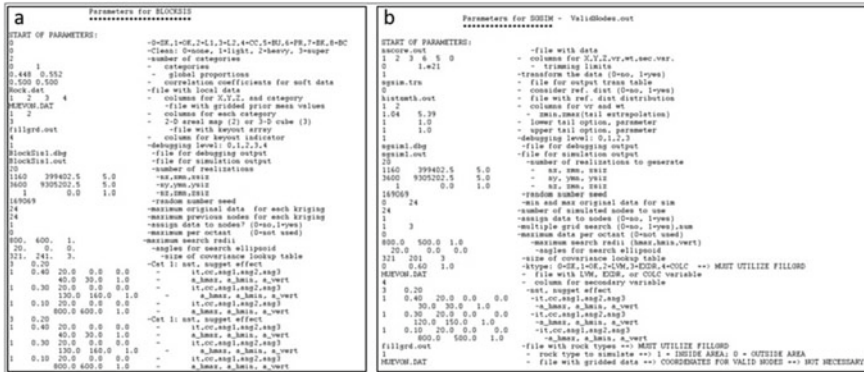 a
Parameters for BLOCKSIS
********************
START OF PARAMETERS:
0 -0=SK,1=OK,2=L1,3=L2,4=CC,5=BU,6=PR,7=BK,8=BC
0 -Clean: 0=none, 1=light, 2=heavy, 3=super
2 -number of categories
0 1 - categories
0.448 0.552 - global proportions
0.500 0.500 - correlation coefficients for soft data
Rock.dat -file with local data
1 2 3 4 - columns for X,Y,Z, and category
MUEVON.DAT -file with gridded prior mean values
1 2 - columns for each category
2 - 2-D areal map (2) or 3-D cube (3)
fillgrd.out -file with keyout array
4 - column for keyout indicator
1 -debugging level: 0,1,2,3,4
BlockSis1.dbg -file for debugging output
BlockSis1.out -file for simulation output
20 -number of realizations
1160 399402.5 5.0 -nx,xmn,xsiz
3600 9305202.5 5.0 -ny,ymn,ysiz
1 0.0 1.0 -nz,zmn,zsiz
169069 -random number seed
24 -maximum original data for each kriging
24 -maximum previous nodes for each kriging
1 -assign data to nodes? (0=no,1=yes)
0 -maximum per octant (0=not used)
800. 600. 1. -maximum search radii
20. 0. 0. -angles for search ellipsoid
321. 241. 3. -size of covariance lookup table
3 0.20 -Cat 1: nst, nugget effect
1 0.40 20.0 0.0 0.0 - it,cc,ang1,ang2,ang3
40.0 30.0 1.0 - a_hmax, a_hmin, a_vert
1 0.30 20.0 0.0 0.0 - it,cc,ang1,ang2,ang3
130.0 160.0 1.0 - a_hmax, a_hmin, a_vert
1 0.10 20.0 0.0 0.0 - it,cc,ang1,ang2,ang3
800.0 600.0 1.0 - a_hmax, a_hmin, a_vert
3 0.20 -Cat 1: nst, nugget effect
1 0.40 20.0 0.0 0.0 - it,cc,ang1,ang2,ang3
40.0 30.0 1.0 - a_hmax, a_hmin, a_vert
1 0.30 20.0 0.0 0.0 - it,cc,ang1,ang2,ang3
130.0 160.0 1.0 - a_hmax, a_hmin, a_vert
1 0.10 20.0 0.0 0.0 - it,cc,ang1,ang2,ang3
800.0 600.0 1.0 - a_hmax, a_hmin, a_vert
b
Parameters for SGSIM - ValidNodes.out
********************
START OF PARAMETERS:
nscore.out -file with data
1 2 3 6 5 0 - columns for X,Y,Z,vr,wt,sec.var.
0 1.e21 - trimming limits
1 -transform the data (0=no, 1=yes)
sgsim.trn - file for output trans table
0 - consider ref. dist (0=no, 1=yes)
histsmth.out - file with ref. dist distribution
1 2 - columns for vr and wt
1.04 5.39 - zmin,zmax(tail extrapolation)
1 1.0 - lower tail option, parameter
1 1.0 - upper tail option, parameter
1 -debugging level: 0,1,2,3
sgsim1.dbg -file for debugging output
sgsim1.out -file for simulation output
20 -number of realizations to generate
1160 399402.5 5.0 - nx, xmn, xsiz
3600 9305202.5 5.0 - ny, ymn, ysiz
1 0.0 1.0 - nz, zmn, zsiz
169069 -random number seed
0 24 -min and max original data for sim
24 -number of simulated nodes to use
1 -assign data to nodes (0=no, 1=yes)
1 3 -multiple grid search (0=no, 1=yes),num
0 -maximum data per octant (0=not used)
800.0 500.0 1.0 -maximum search radii (hmax,hmin,vert)
20.0 0.0 0.0 -angles for search ellipsoid
321 201 3 -size of covariance lookup table
0 0.60 1.0 -ktype: 0=SK,1=OK,2=LVM,3=EXDR,4=COLC ==> MUST UTILIZE FILLGRD
MUEVON.DAT - file with LVM, EXDR, or COLC variable
4 - column for secondary variable
3 0.20 -nst, nugget effect
1 0.40 20.0 0.0 0.0 -it,cc,ang1,ang2,ang3
30.0 30.0 1.0 -a_hmax, a_hmin, a_vert
1 0.30 20.0 0.0 0.0 -it,cc,ang1,ang2,ang3
120.0 150.0 1.0 -a_hmax, a_hmin, a_vert
1 0.10 20.0 0.0 0.0 -it,cc,ang1,ang2,ang3
800.0 500.0 1.0 -a_hmax, a_hmin, a_vert
fillgrd.out -file with rock types ==> MUST UTILIZE FILLGRD
1 - rock type to simulate ==> 1 = INSIDE AREA; 0 = OUTSIDE AREA
MUEVON.DAT - file with gridded data ==> COORDINATES FOR VALID NODES ==> NOT NECESSARY